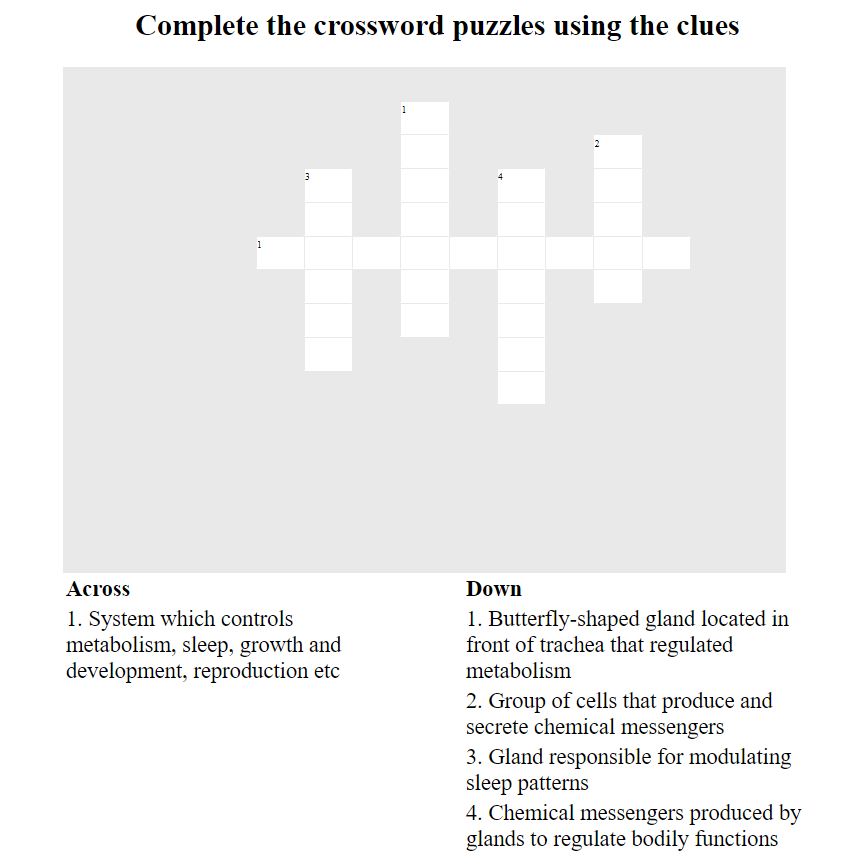 Complete the crossword puzzles using the clues
1
2
3
4
1
Across
1. System which controls
metabolism, sleep, growth and
development, reproduction etc
Down
1. Butterfly-shaped gland located in
front of trachea that regulated
metabolism
2. Group of cells that produce and
secrete chemical messengers
3. Gland responsible for modulating
sleep patterns
4. Chemical messengers produced by
glands to regulate bodily functions